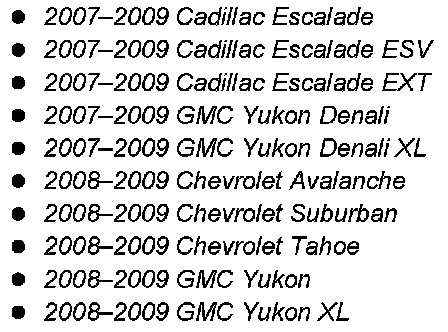 ● 2007–2009 Cadillac Escalade
● 2007–2009 Cadillac Escalade ESV
● 2007–2009 Cadillac Escalade EXT
● 2007–2009 GMC Yukon Denali
● 2007–2009 GMC Yukon Denali XL
● 2008–2009 Chevrolet Avalanche
● 2008–2009 Chevrolet Suburban
● 2008–2009 Chevrolet Tahoe
● 2008–2009 GMC Yukon
● 2008–2009 GMC Yukon XL